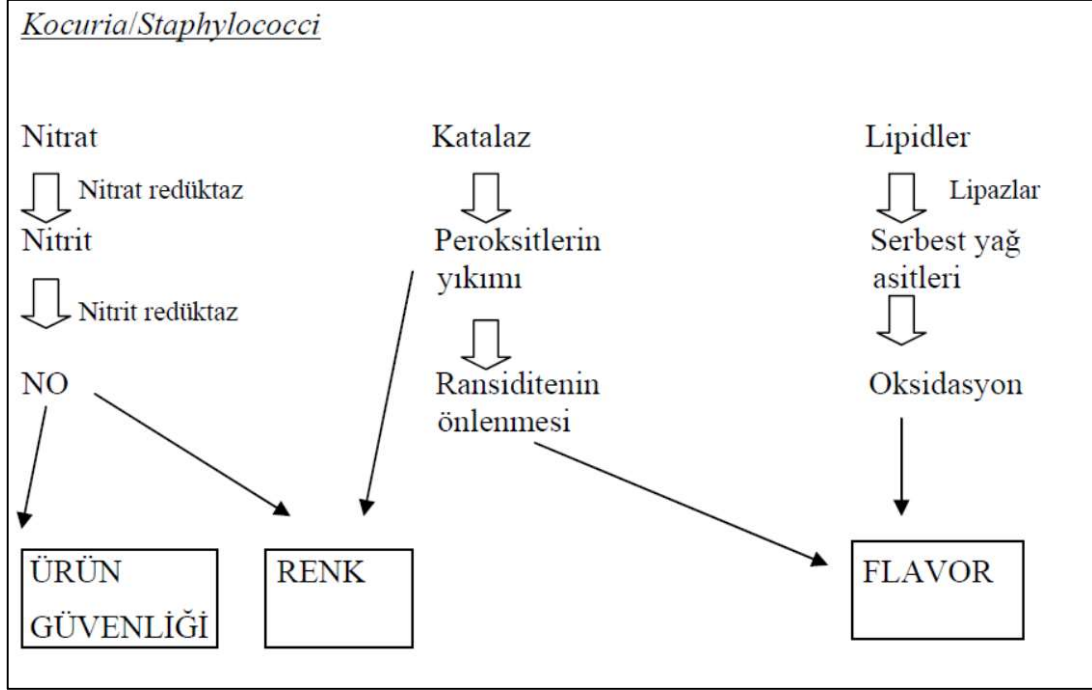 Kocuria/Staphylococci
Nitrat
Nitrat redüktaz
Nitrit
Nitrit redüktaz
NO
Katalaz
Peroksitlerin
yıkımı
Ransiditenin
önlenmesi
Lipidler
Lipazlar
Serbest yağ
asitleri
Oksidasyon
ÜRÜN
GÜVENLİĞİ
RENK
FLAVOR